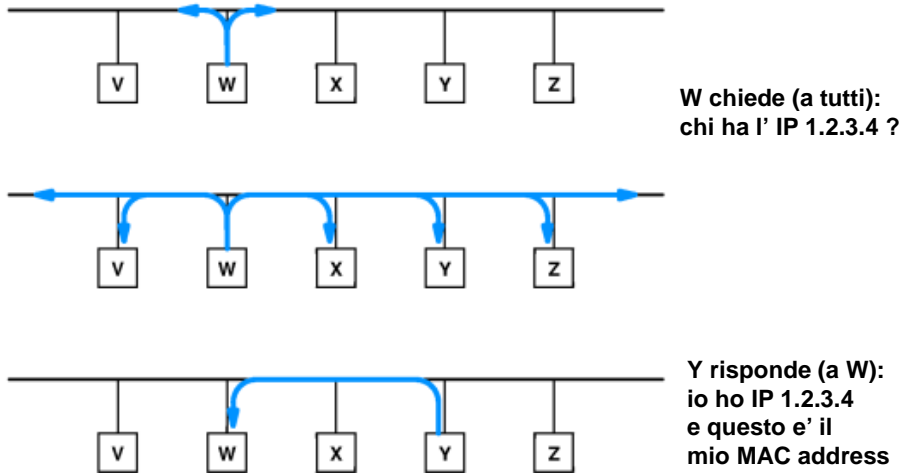 V W X Y Z
W chiede (a tutti):
chi ha l' IP 1.2.3.4 ?
V W X Y Z
V W X Y Z
Y risponde (a W):
io ho IP 1.2.3.4
e questo e' il
mio MAC address